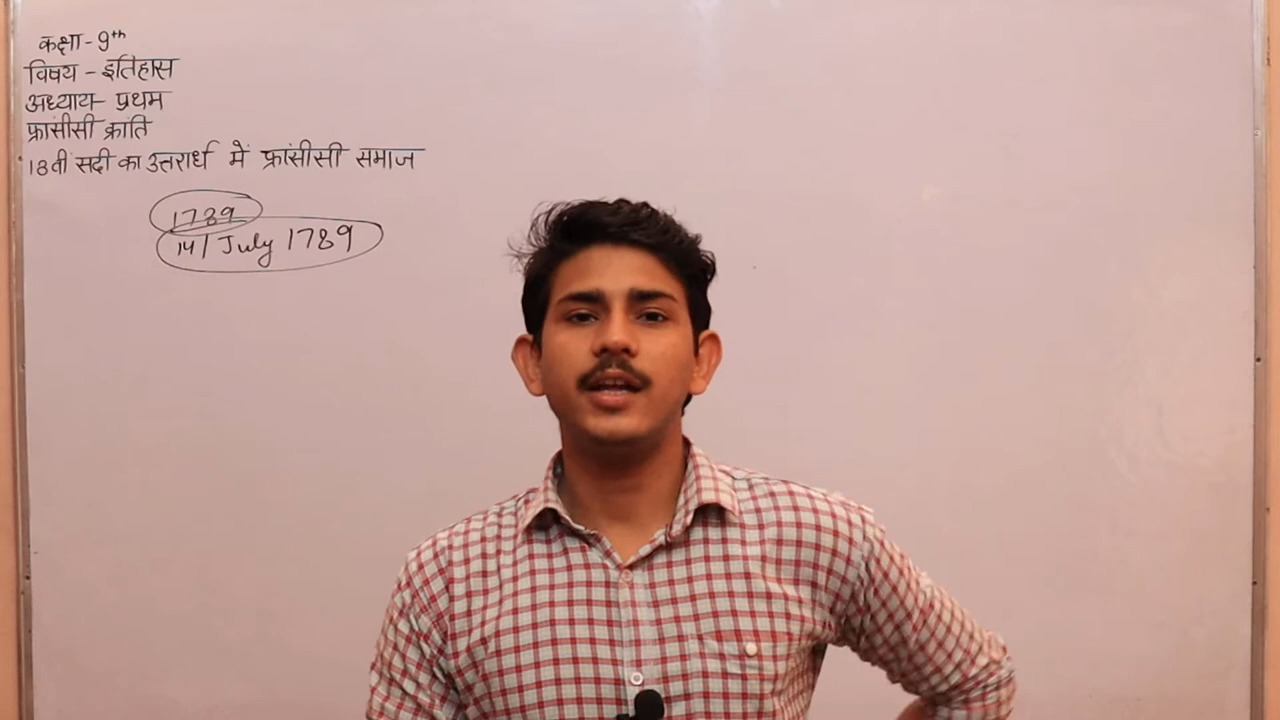 कक्षा - 9th
विषय - इतिहास
अध्याय - प्रथम
फ्रांसीसी क्रांति
18वीं सदी का उत्तरार्ध में फ्रांसीसी समाज
1789
14/ July 1789